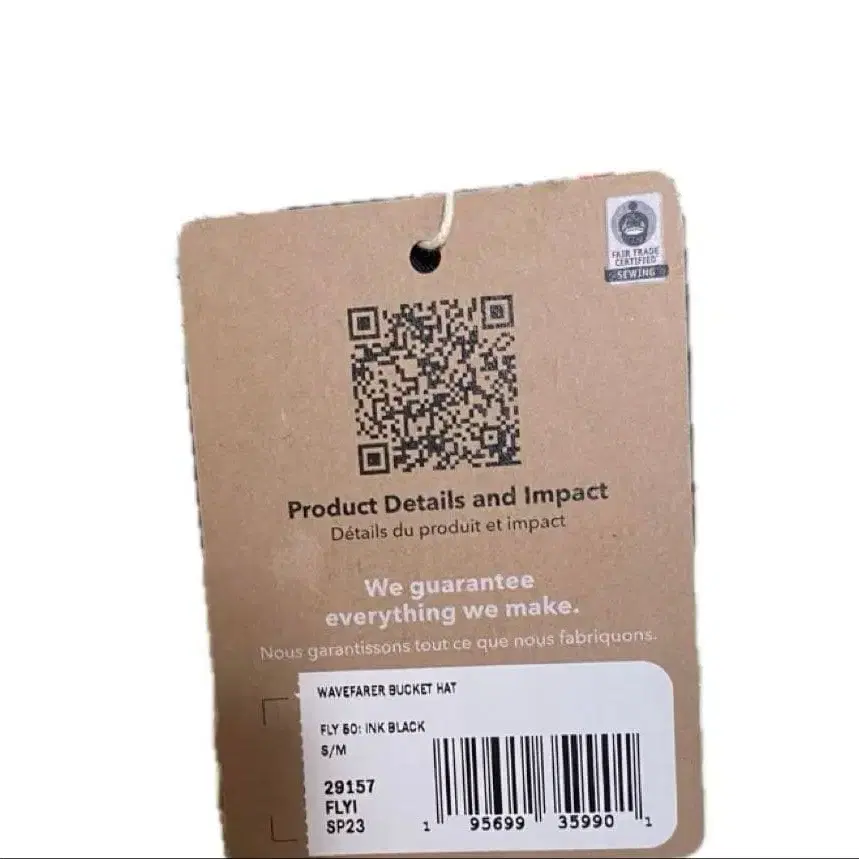 FAIR TRADE
CERTIFIED
SEWING
Product Details and Impact
Détails du produit et impact
We guarantee
everything we make.
Nous garantissons tout ce que nous fabriquons.
WAVEFARER BUCKET HAT
FLY 50: INK BLACK
S/M
29157
FLYI
SP23
1 95699 35990 1